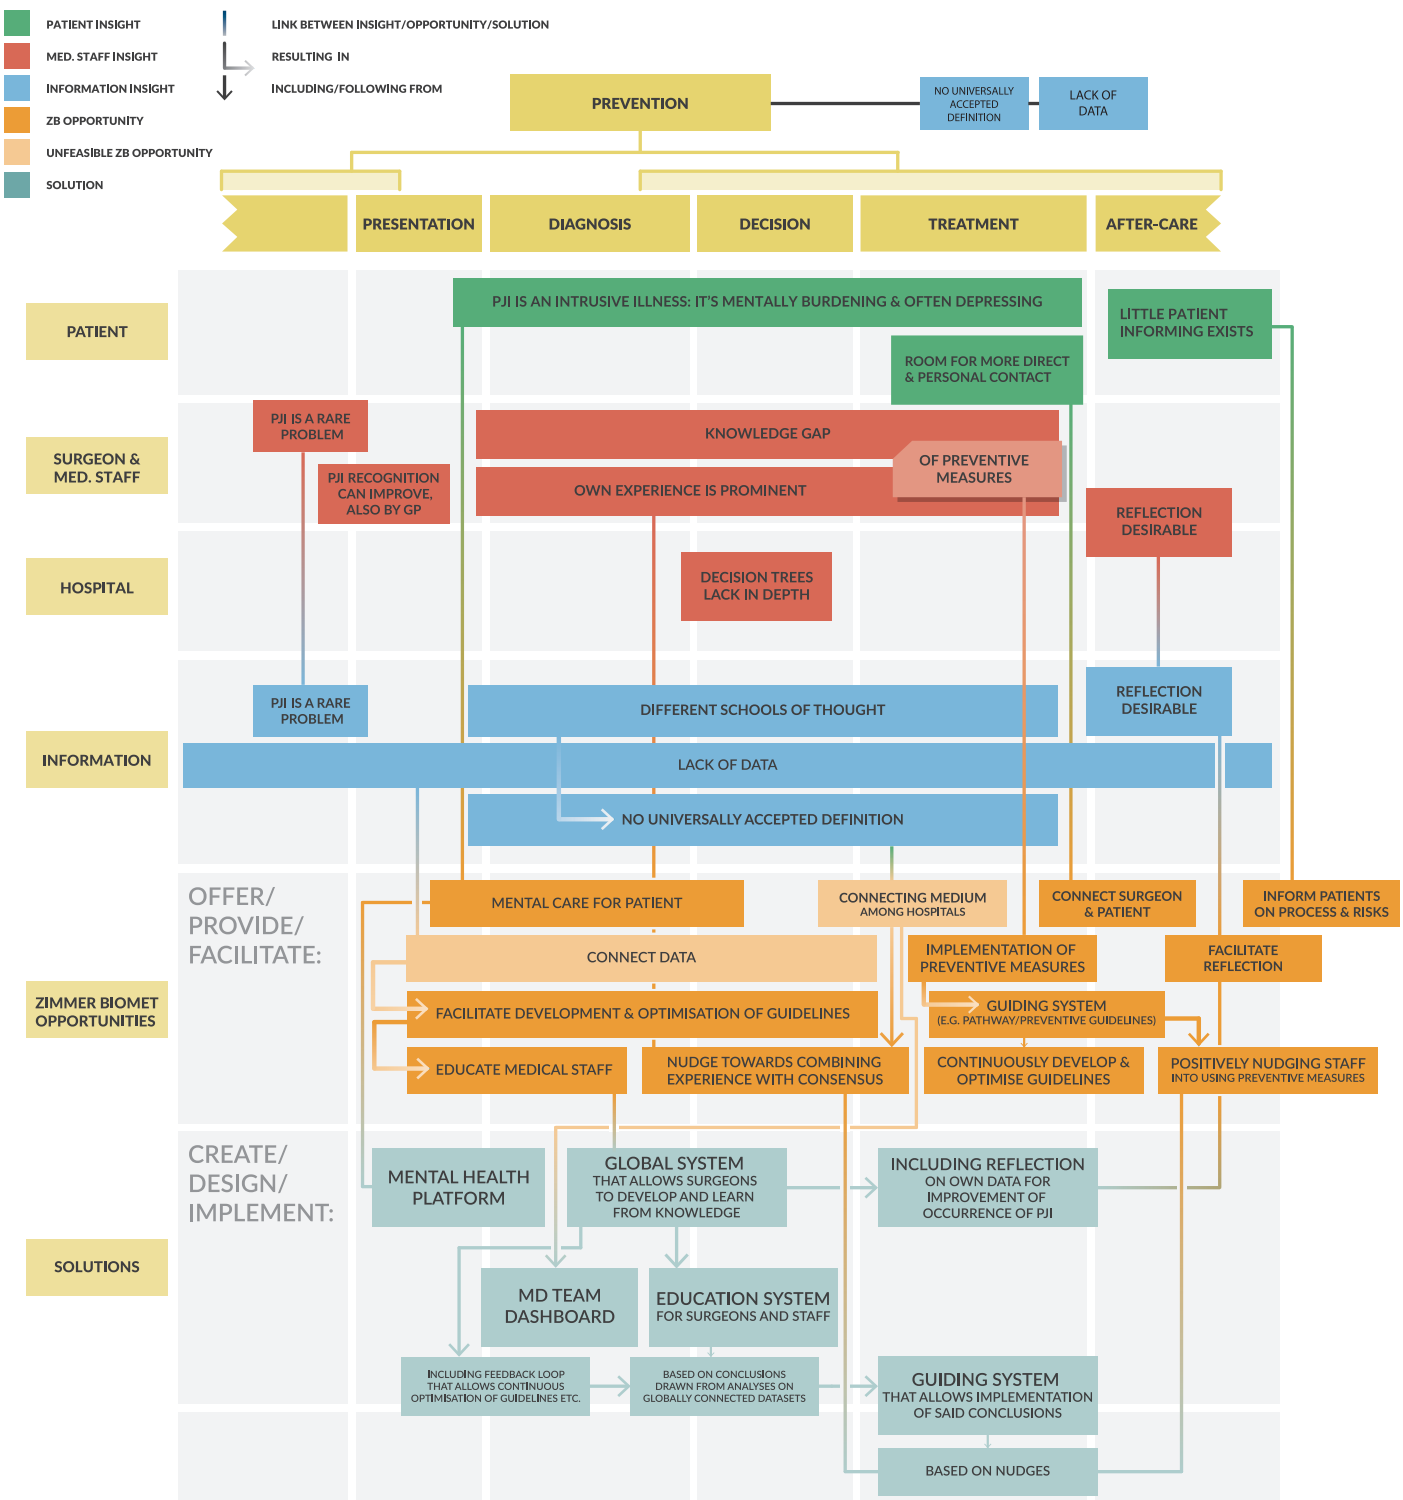 PATIENT INSIGHT
MED. STAFF INSIGHT
INFORMATION INSIGHT
ZB OPPORTUNITY
UNFEASIBLE ZB OPPORTUNITY
SOLUTION
LINK BETWEEN INSIGHT/OPPORTUNITY/SOLUTION
RESULTING IN
INCLUDING/FOLLOWING FROM
PREVENTION
NO UNIVERSALLY
ACCEPTED
DEFINITION
LACK OF
DATA
PRESENTATION
DIAGNOSIS
DECISION
TREATMENT
AFTER-CARE
PATIENT
PJI IS AN INTRUSIVE ILLNESS: IT'S MENTALLY BURDENING & OFTEN DEPRESSING
LITTLE PATIENT
INFORMING EXISTS
ROOM FOR MORE DIRECT
& PERSONAL CONTACT
SURGEON &
MED. STAFF
PJI IS A RARE
PROBLEM
PJI RECOGNITION
CAN IMPROVE,
ALSO BY GP
KNOWLEDGE GAP
OF PREVENTIVE
MEASURES
OWN EXPERIENCE IS PROMINENT
REFLECTION
DESIRABLE
HOSPITAL
DECISION TREES
LACK IN DEPTH
INFORMATION
PJI IS A RARE
PROBLEM
DIFFERENT SCHOOLS OF THOUGHT
REFLECTION
DESIRABLE
LACK OF DATA
NO UNIVERSALLY ACCEPTED DEFINITION
ZIMMER BIOMET
OPPORTUNITIES
OFFER/
PROVIDE/
FACILITATE:
MENTAL CARE FOR PATIENT
CONNECTING MEDIUM
AMONG HOSPITALS
CONNECT SURGEON
& PATIENT
INFORM PATIENTS
ON PROCESS & RISKS
CONNECT DATA
IMPLEMENTATION OF
PREVENTIVE MEASURES
FACILITATE
REFLECTION
FACILITATE DEVELOPMENT & OPTIMISATION OF GUIDELINES
GUIDING SYSTEM
(E.G. PATHWAY/PREVENTIVE GUIDELINES)
EDUCATE MEDICAL STAFF
NUDGE TOWARDS COMBINING
EXPERIENCE WITH CONSENSUS
CONTINUOUSLY DEVELOP &
OPTIMISE GUIDELINES
POSITIVELY NUDGING STAFF
INTO USING PREVENTIVE MEASURES
SOLUTIONS
CREATE/
DESIGN/
IMPLEMENT:
MENTAL HEALTH
PLATFORM
GLOBAL SYSTEM
THAT ALLOWS SURGEONS
TO DEVELOP AND LEARN
FROM KNOWLEDGE
INCLUDING REFLECTION
ON OWN DATA FOR
IMPROVEMENT OF
OCCURRENCE OF PJI
MD TEAM
DASHBOARD
EDUCATION SYSTEM
FOR SURGEONS AND STAFF
INCLUDING FEEDBACK LOOP
THAT ALLOWS CONTINUOUS
OPTIMISATION OF GUIDELINES ETC.
BASED ON CONCLUSIONS
DRAWN FROM ANALYSES ON
GLOBALLY CONNECTED DATASETS
GUIDING SYSTEM
THAT ALLOWS IMPLEMENTATION
OF SAID CONCLUSIONS
BASED ON NUDGES